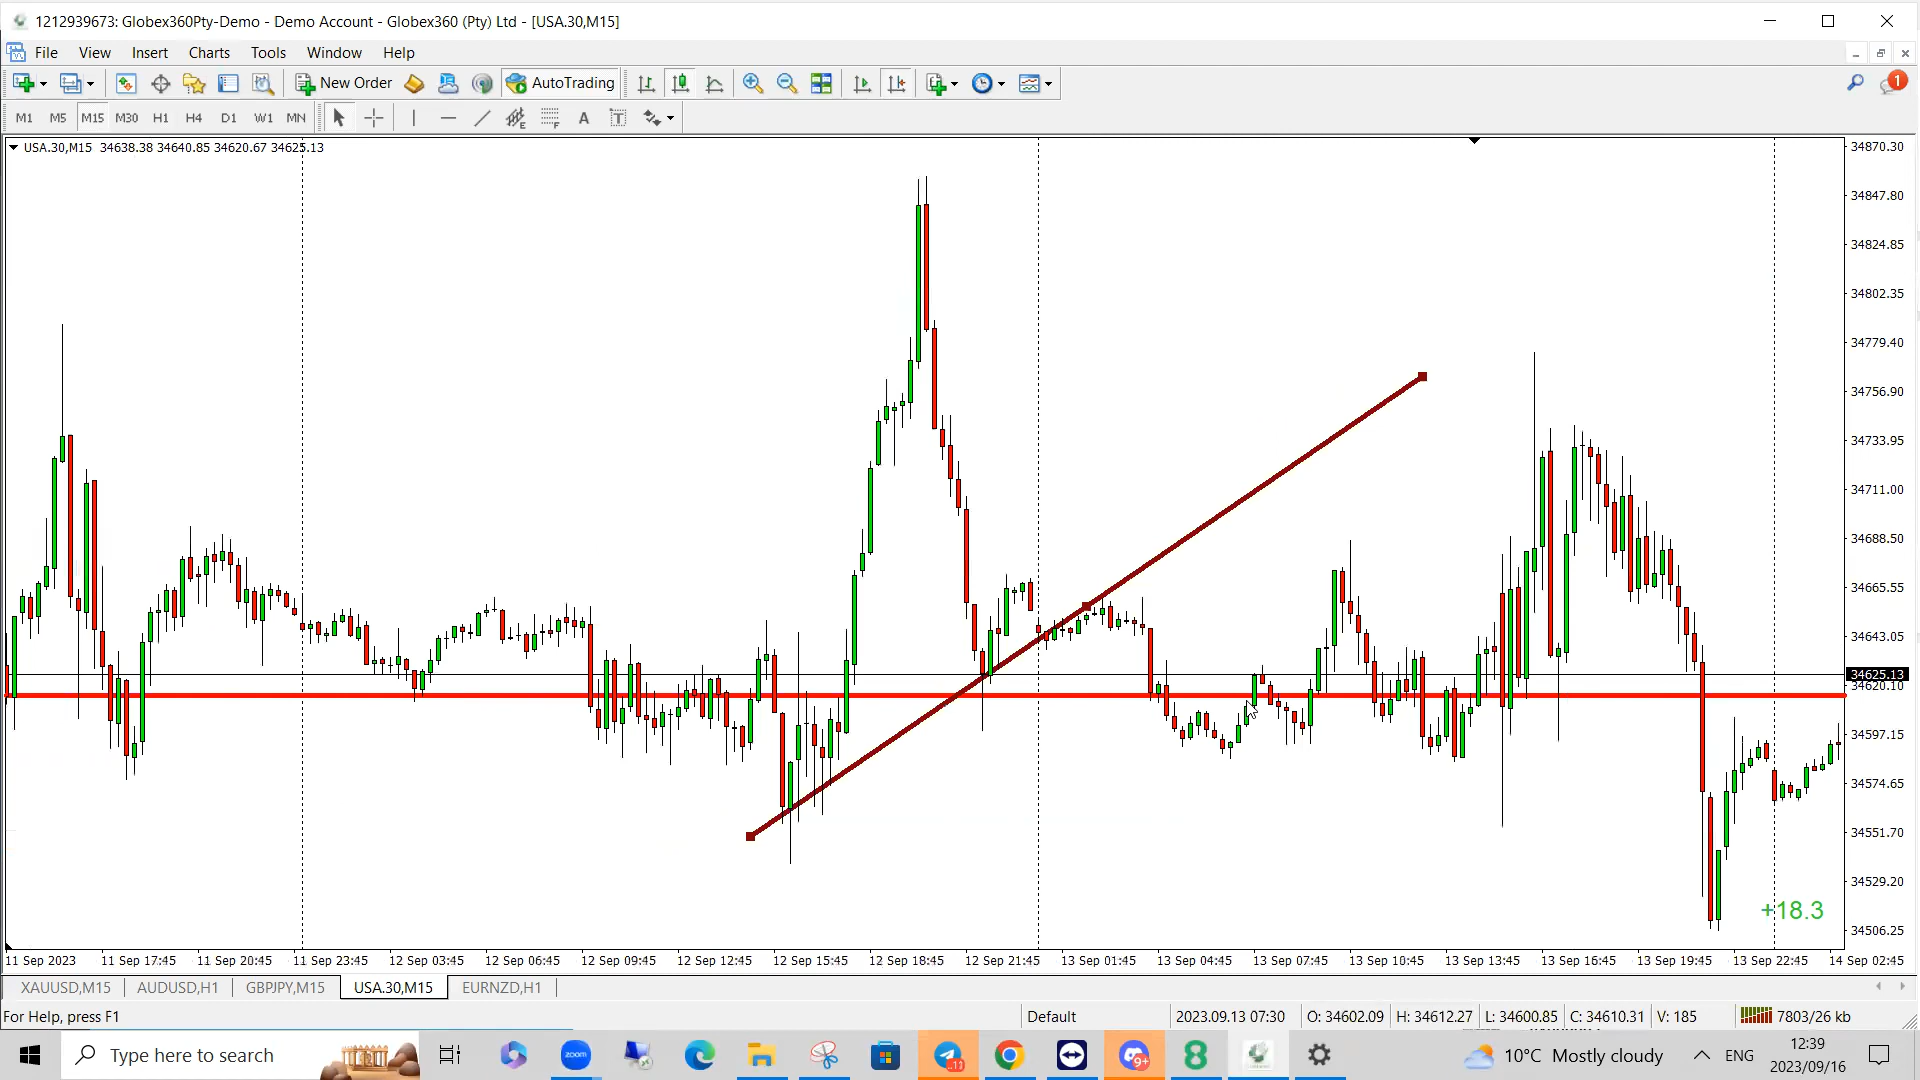 1212939673: Globex360Pty-Demo - Demo Account - Globex360 (Pty) Ltd - [USA.30,M15]
File View Insert Charts Tools Window Help
New Order AutoTrading 1
M1 M5 M15 M30 H1 H4 D1 W1 MN E F A T
USA.30,M15 34638.38 34640.85 34620.67 34625.13
34870.30
34847.80
34824.85
34802.35
34779.40
34756.90
34733.95
34711.00
34688.50
34665.55
34643.05
34625.13
34620.10
34597.15
34574.65
34551.70
34529.20
34506.25
+18.3
11 Sep 2023 11 Sep 17:45 11 Sep 20:45 11 Sep 23:45 12 Sep 03:45 12 Sep 06:45 12 Sep 09:45 12 Sep 12:45 12 Sep 15:45 12 Sep 18:45 12 Sep 21:45 13 Sep 01:45 13 Sep 04:45 13 Sep 07:45 13 Sep 10:45 13 Sep 13:45 13 Sep 16:45 13 Sep 19:45 13 Sep 22:45 14 Sep 02:45
XAUUSD,M15 AUDUSD,H1 GBPJPY,M15 USA.30,M15 EURNZD,H1
For Help, press F1 Default 2023.09.13 07:30 O: 34602.09 H: 34612.27 L: 34600.85 C: 34610.31 V: 185 7803/26 kb
Type here to search zoom 9+ 8 10°C Mostly cloudy ENG 12:39
2023/09/16